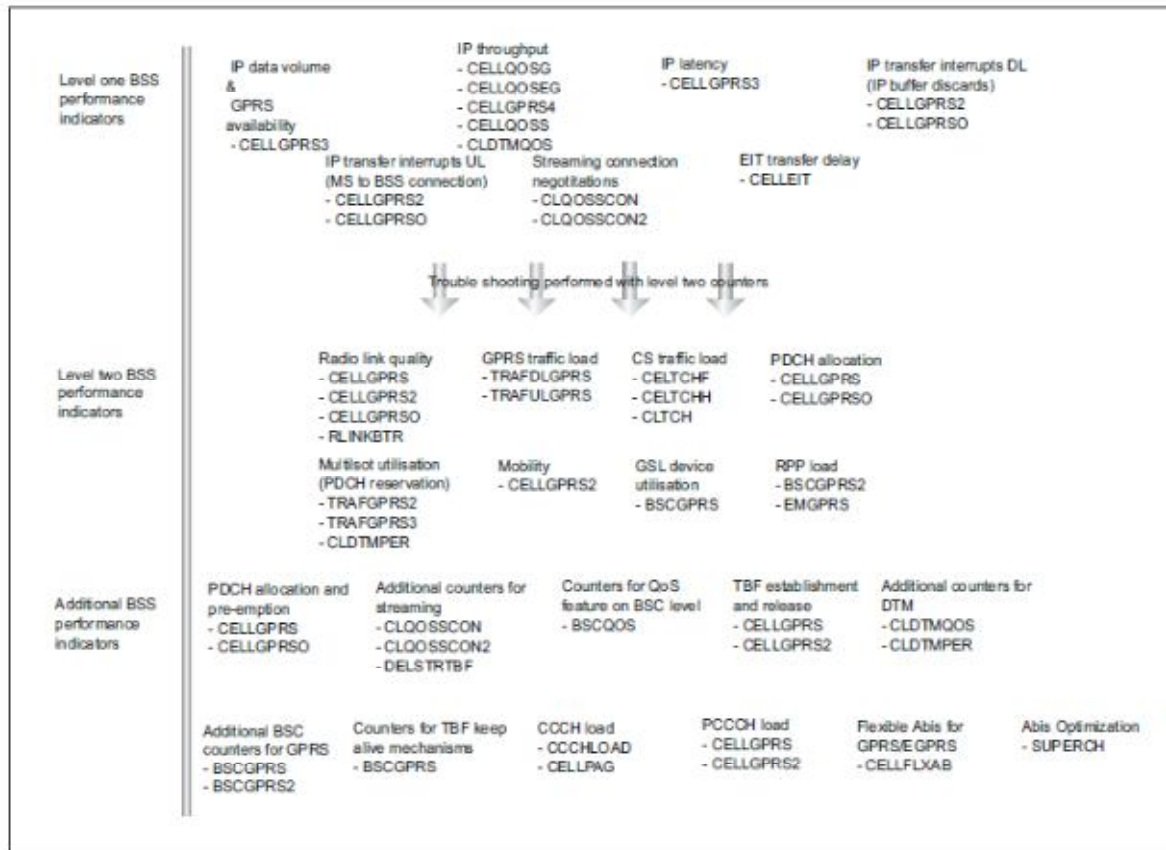 Level one BSS
performance
indicators
IP data volume
&
GPRS
availability
- CELLGPRS3
IP throughput
- CELLQOSG
- CELLQOSEG
- CELLGPRS4
- CELLQOSS
- CLDTMQOS
IP latency
- CELLGPRS3
IP transfer interrupts DL
(IP buffer discards)
- CELLGPRS2
- CELLGPRSO
IP transfer interrupts UL
(MS to BSS connection)
- CELLGPRS2
- CELLGPRSO
Streaming connection
negotitations
- CLQOSSCON
- CLQOSSCON2
EIT transfer delay
- CELLEIT
Trouble shooting performed with level two counters
Level two BSS
performance
indicators
Radio link quality
- CELLGPRS
- CELLGPRS2
- CELLGPRSO
- RLINKBTR
GPRS traffic load
- TRAFDLGPRS
- TRAFULGPRS
CS traffic load
- CELTCHF
- CELTCHH
- CLTCH
PDCH allocation
- CELLGPRS
- CELLGPRSO
Multilsot utilisation
(PDCH reservation)
- TRAFGPRS2
- TRAFGPRS3
- CLDTMPER
Mobility
- CELLGPRS2
GSL device
utilisation
- BSCGPRS
RPP load
- BSCGPRS2
- EMGPRS
Additional BSS
performance
indicators
PDCH allocation and
pre-emption
- CELLGPRS
- CELLGPRSO
Additional counters for
streaming
- CLQOSSCON
- CLQOSSCON2
- DELSTRTBF
Counters for QoS
feature on BSC level
- BSCQOS
TBF establishment
and release
- CELLGPRS
- CELLGPRS2
Additional counters for
DTM
- CLDTMQOS
- CLDTMPER
Additional BSC
counters for GPRS
- BSCGPRS
- BSCGPRS2
Counters for TBF keep
alive mechanisms
- BSCGPRS
CCCH load
- CCCHLOAD
- CELLPAG
PCCCH load
- CELLGPRS
- CELLGPRS2
Flexible Abis for
GPRS/EGPRS
- CELLFLXAB
Abis Optimization
- SUPERCH